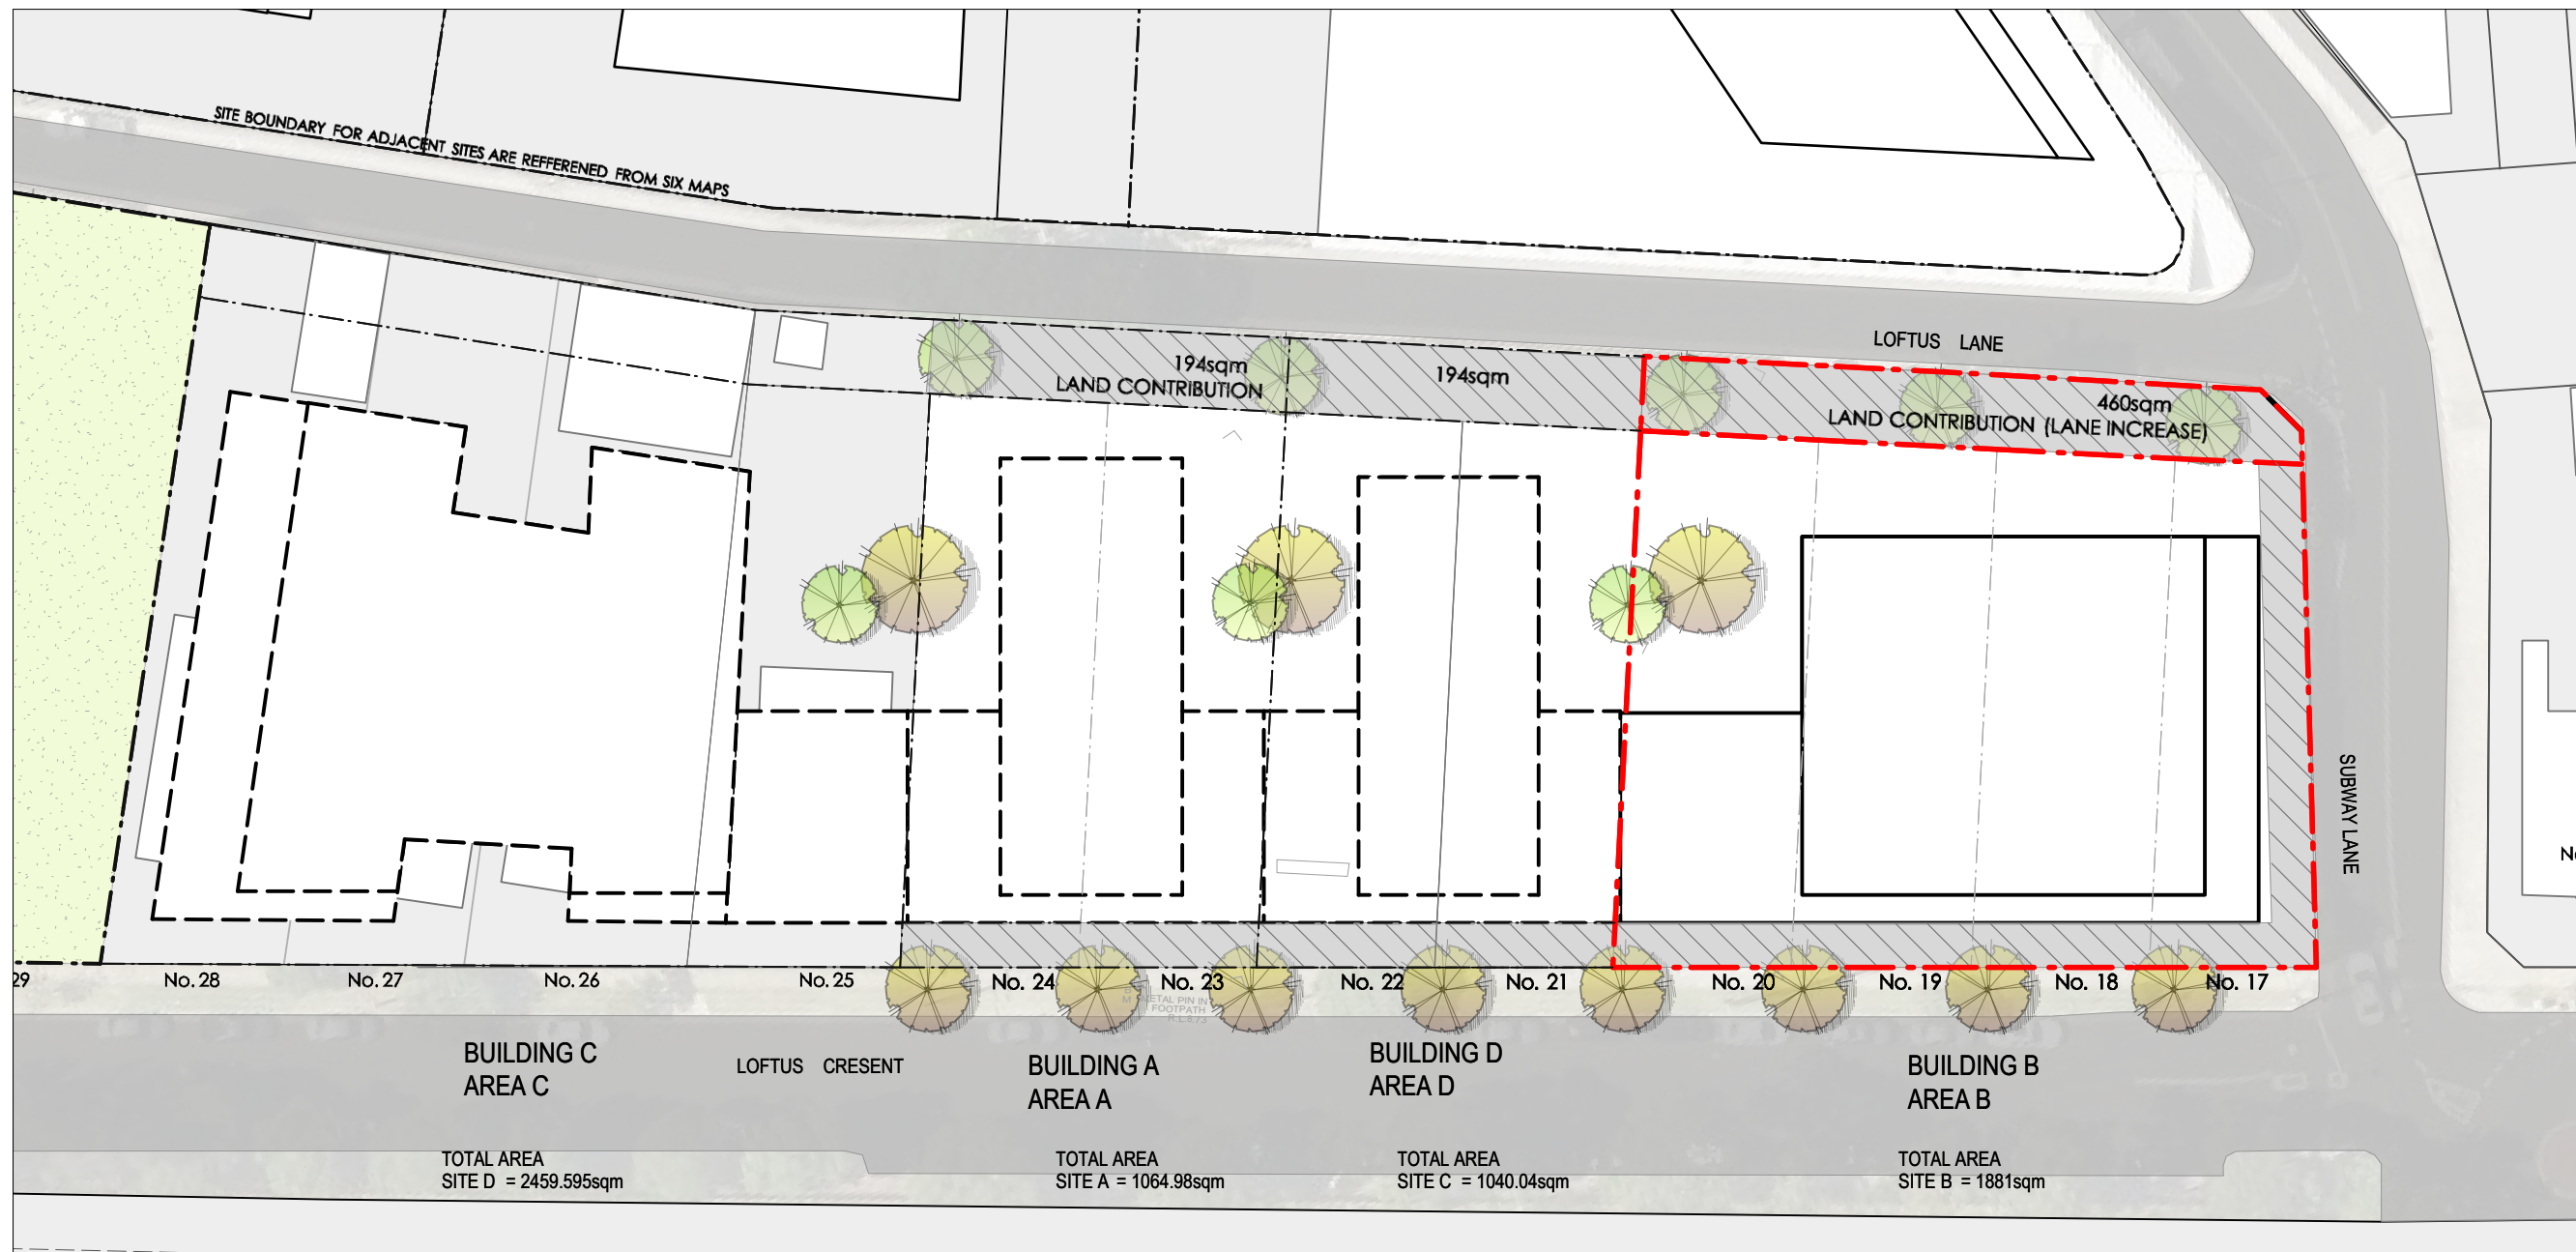 SITE BOUNDARY FOR ADJACENT SITES ARE REFFERENED FROM SIX MAPS
LOFTUS LANE
194sqm
LAND CONTRIBUTION
194sqm
460sqm
LAND CONTRIBUTION (LANE INCREASE)
SUBWAY LANE
29
No. 28
No. 27
No. 26
No. 25
No. 24
No. 23
No. 22
No. 21
No. 20
No. 19
No. 18
No. 17
METAL PIN IN
FOOTPATH
BUILDING C
AREA C
LOFTUS CRESENT
BUILDING A
AREA A
BUILDING D
AREA D
BUILDING B
AREA B
TOTAL AREA
SITE D = 2459.595sqm
TOTAL AREA
SITE A = 1064.98sqm
TOTAL AREA
SITE C = 1040.04sqm
TOTAL AREA
SITE B = 1881sqm